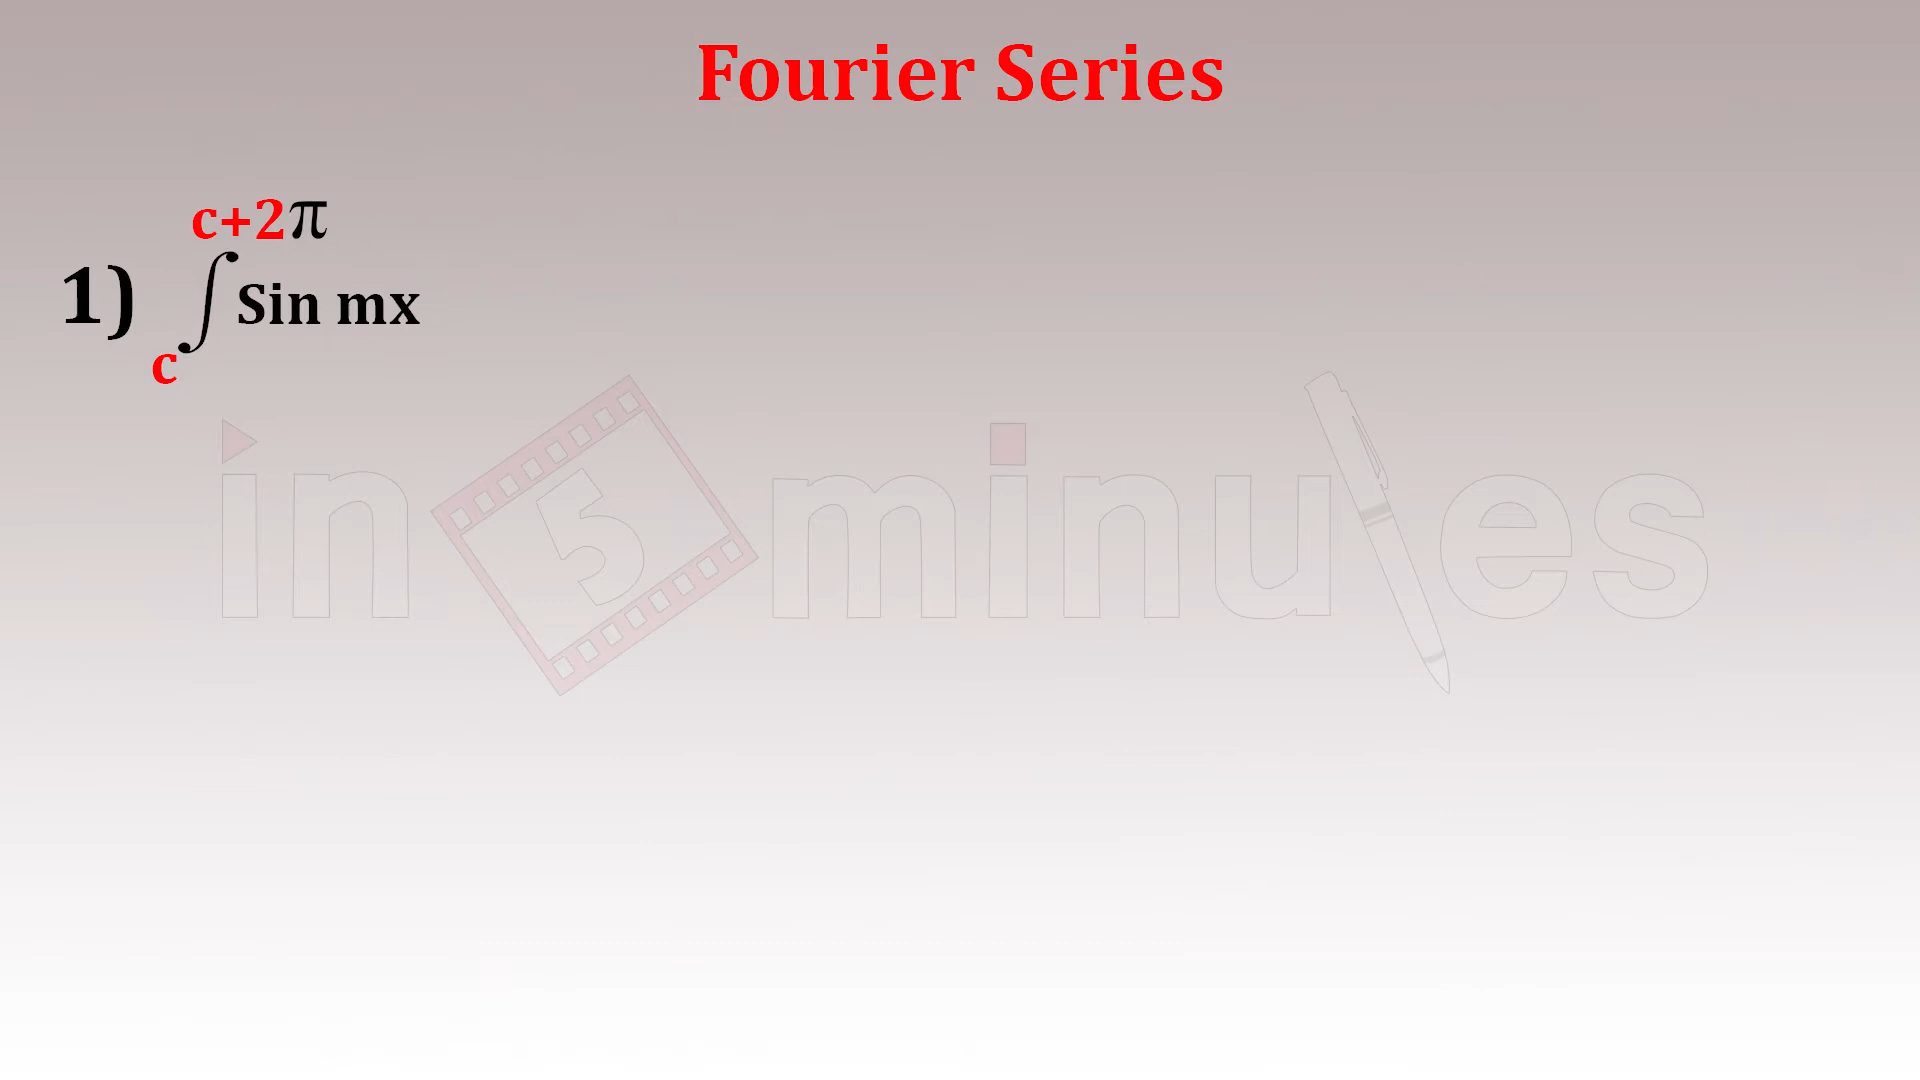 Fourier Series
c+2π
1) ∫ Sin mx
c
in 5 minutes